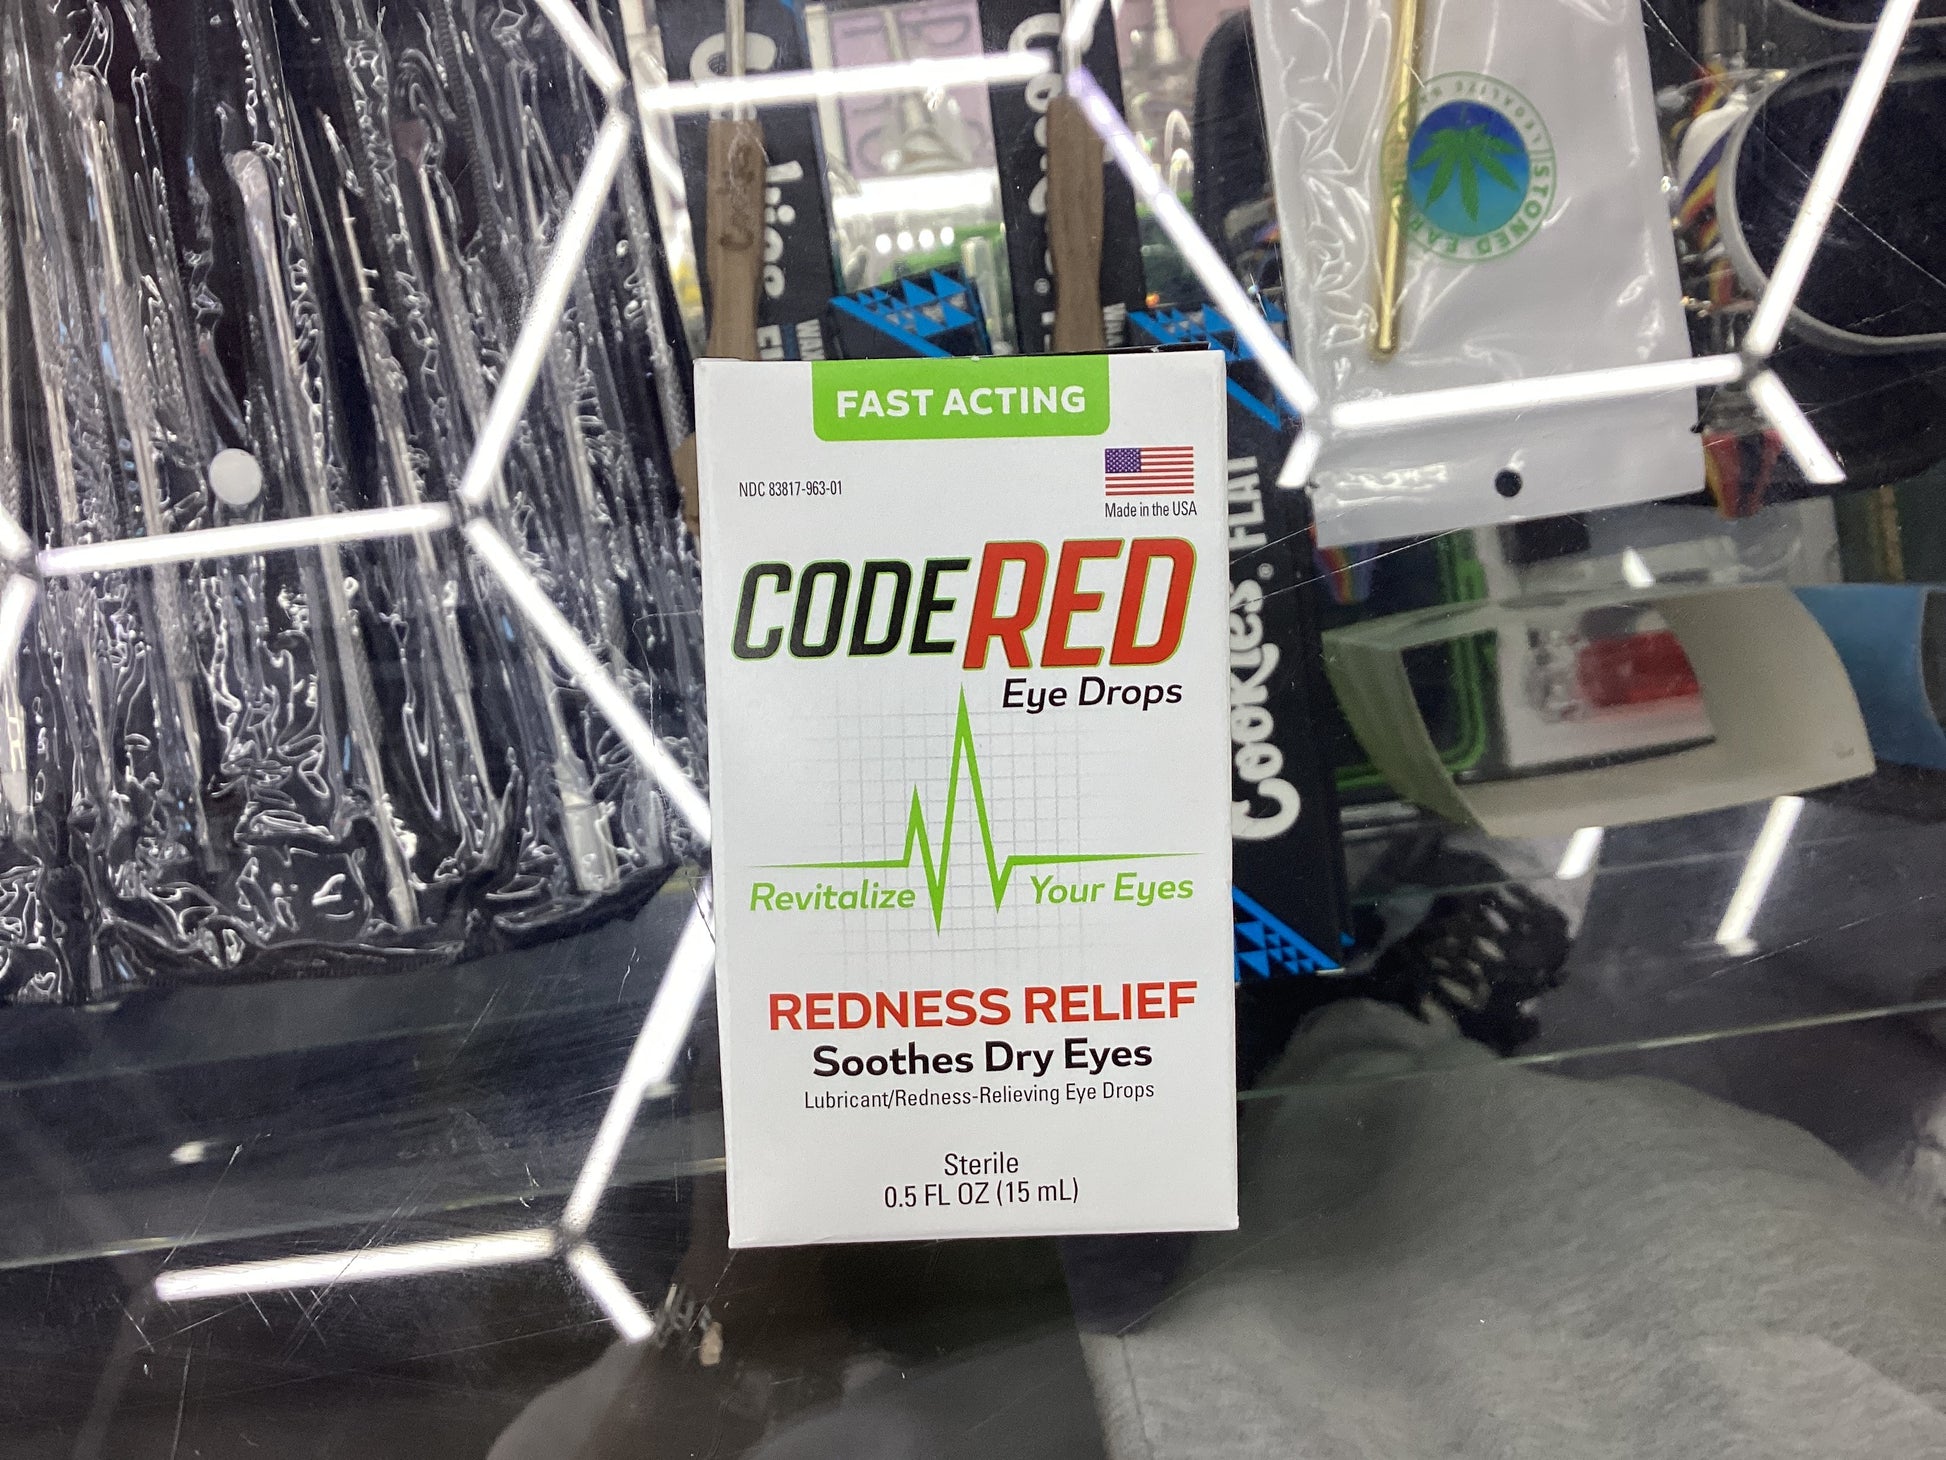 FAST ACTING
NDC 83817-963-01
Made in the USA
CODERED
Eye Drops
Revitalize Your Eyes
REDNESS RELIEF
Soothes Dry Eyes
Lubricant/Redness-Relieving Eye Drops
Sterile
0.5 FL OZ (15 mL)
Cookies® FLAT
STONED